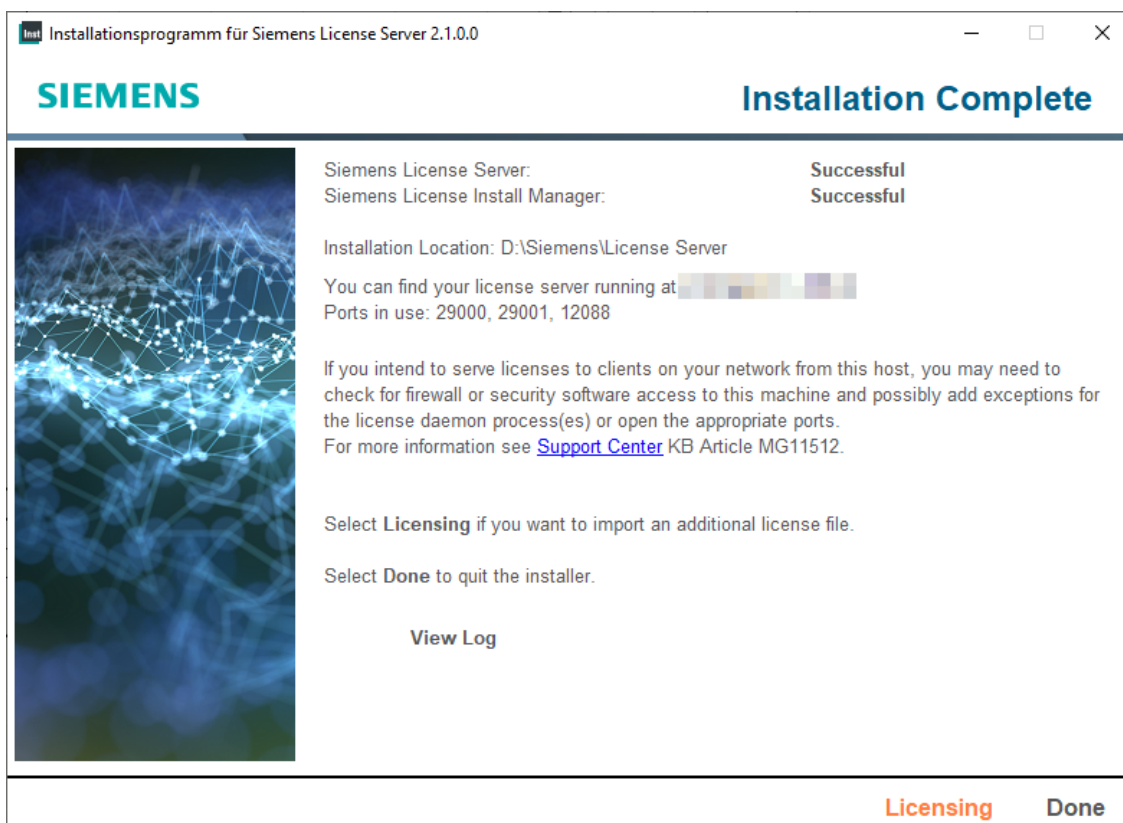 Inst Installationsprogramm für Siemens License Server 2.1.0.0
SIEMENS
Installation Complete
Siemens License Server: Successful
Siemens License Install Manager: Successful
Installation Location: D:\Siemens\License Server
You can find your license server running at
Ports in use: 29000, 29001, 12088
If you intend to serve licenses to clients on your network from this host, you may need to
check for firewall or security software access to this machine and possibly add exceptions for
the license daemon process(es) or open the appropriate ports.
For more information see Support Center KB Article MG11512.
Select Licensing if you want to import an additional license file.
Select Done to quit the installer.
View Log
Licensing Done